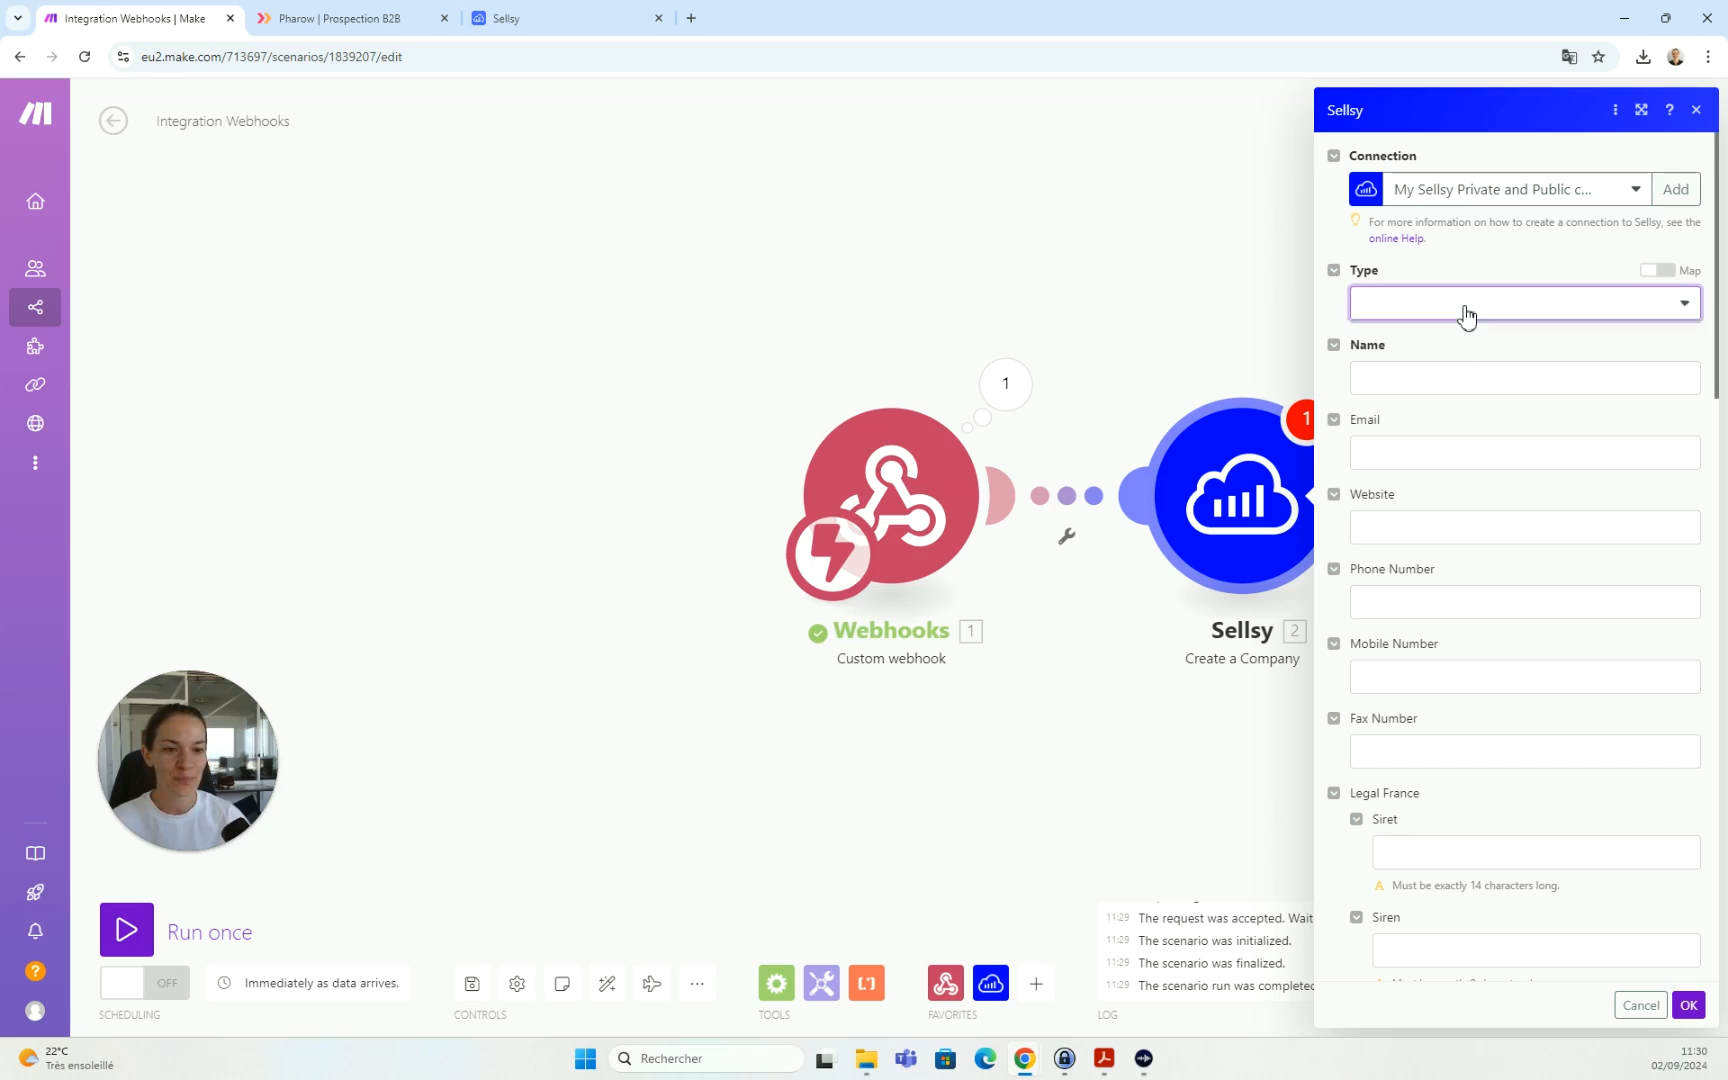 Integration Webhooks | Make
Pharow | Prospection B2B
Sellsy
eu2.make.com/713697/scenarios/1839207/edit
Integration Webhooks
1
Webhooks 1
Custom webhook
1
Sellsy 2
Create a Company
Sellsy
Connection
My Sellsy Private and Public c...
Add
For more information on how to create a connection to Sellsy, see the
online Help.
Type
Map
Name
Email
Website
Phone Number
Mobile Number
Fax Number
Legal France
Siret
Must be exactly 14 characters long.
Siren
Cancel
OK
Run once
OFF
Immediately as data arrives.
SCHEDULING
CONTROLS
TOOLS
FAVORITES
11:29 The request was accepted. Wait
11:29 The scenario was initialized.
11:29 The scenario was finalized.
11:29 The scenario run was completed
LOG
22°C
Très ensoleillé
Rechercher
11:30
02/09/2024